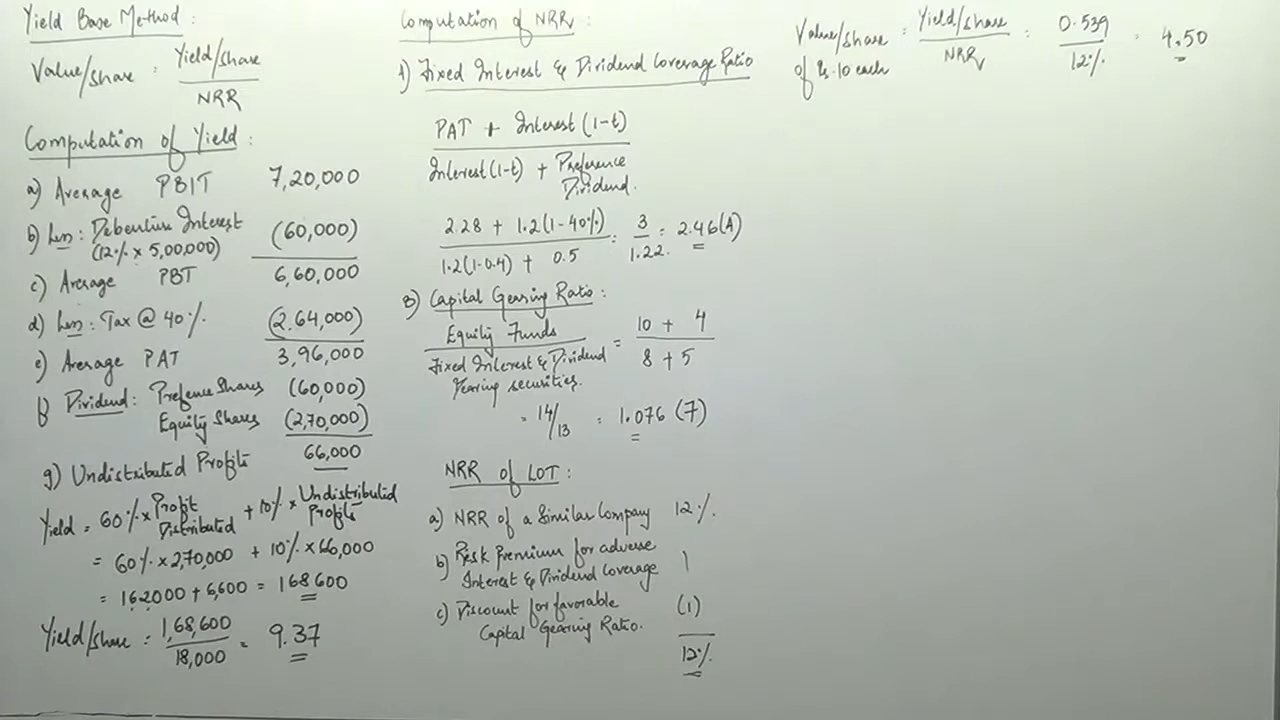 Yield Base Method :
Value/share : Yield/share
NRR
Computation of Yield :
a) Average PBIT 7,20,000
b) Less : Debenture Interest (60,000)
(12% x 5,00,000)
c) Average PBT 6,60,000
d) Less : Tax @ 40% (2.64,000)
e) Average PAT 3,96,000
f) Dividend : Prefence Shares (60,000)
Equity Shares (2,70,000)
g) Undistributed Profits 66,000
Yield = 60% x Profit Distributed + 10% x Undistributed Profits
= 60% x 2,70,000 + 10% x 66,000
= 162000 + 6,600 = 168600
Yield/share : 1,68,600 = 9.37
18,000
Computation of NRR :
1) Fixed Interest & Dividend Coverage Ratio
PAT + Interest (1-t)
Interest (1-t) + Preference Dividend.
2.28 + 1.2(1-40%) : 3 : 2.46 (A)
1.2(1-0.4) + 0.5 1.22.
B) Capital Gearing Ratio :
Equity Funds = 10 + 4
Fixed Interest & Dividend 8 + 5
Yearing securities.
= 14/13 = 1.076 (7)
NRR of LOT :
a) NRR of a Similar Company 12%.
b) Risk Premium for adverse 1
Interest & Dividend Coverage
c) Discount for favorable (1)
Capital Gearing Ratio.
12%.
Value/share : Yield/share : 0.539 = 4.50
of Rs.10 each NRR 12%